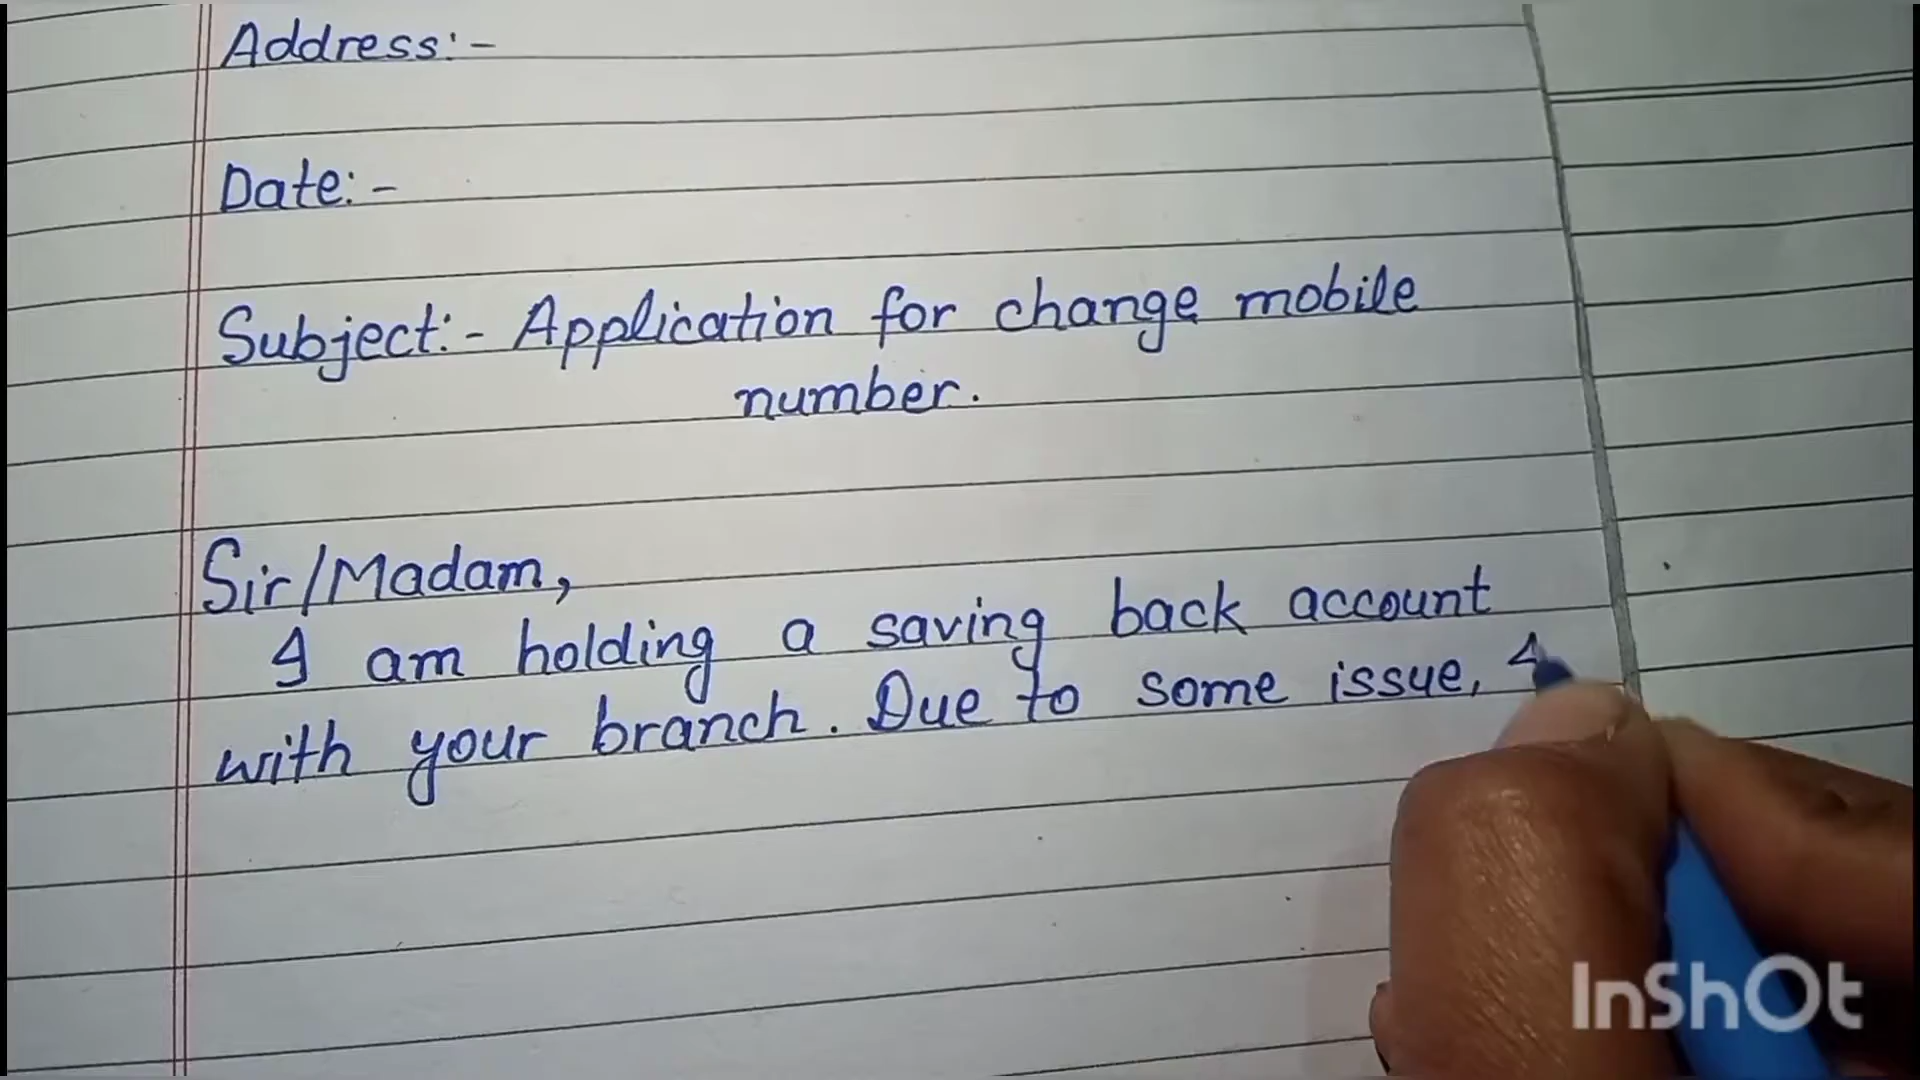 Address:-
Date:-
Subject:- Application for change mobile
number.
Sir/Madam,
I am holding a saving back account
with your branch. Due to some issue,
InShOt